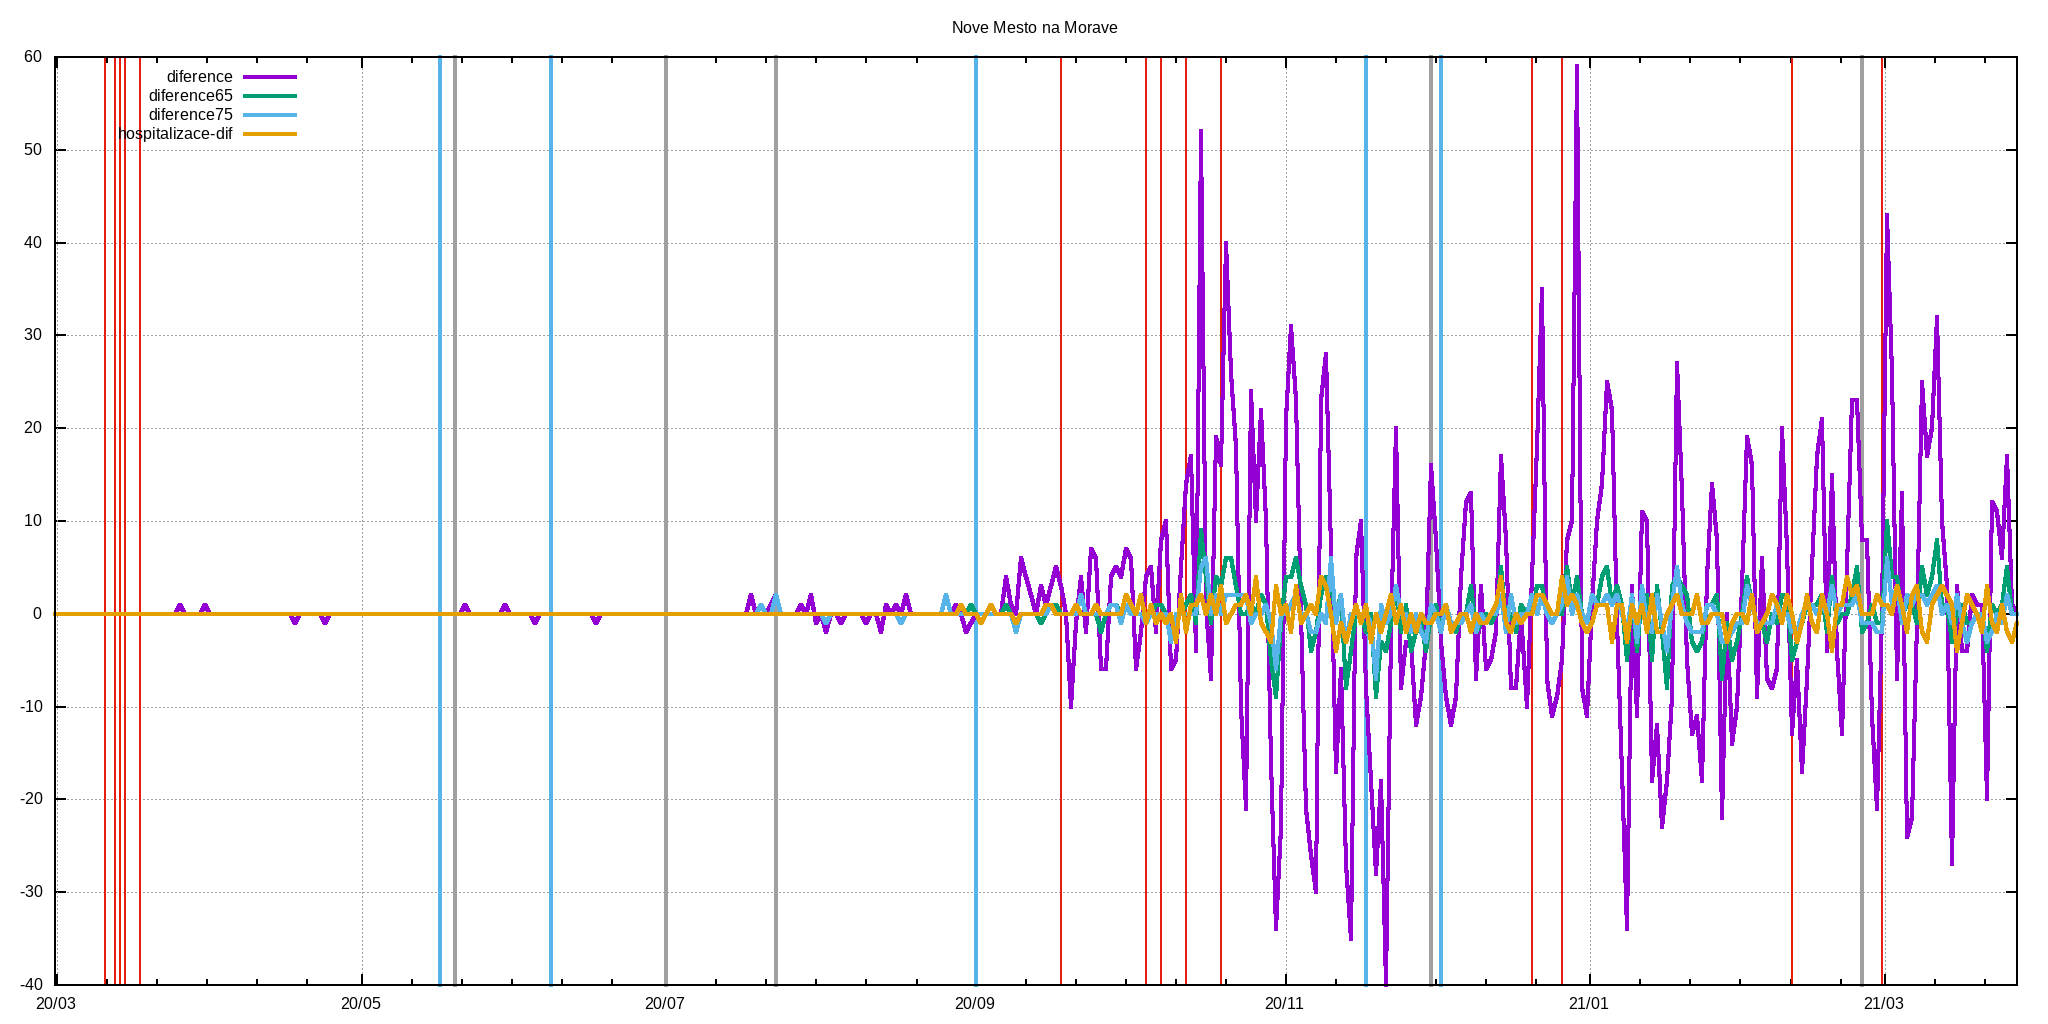 Nove Mesto na Morave
60
50
40
30
20
10
0
-10
-20
-30
-40
diference
diference65
diference75
hospitalizace-dif
20/03 20/05 20/07 20/09 20/11 21/01 21/03